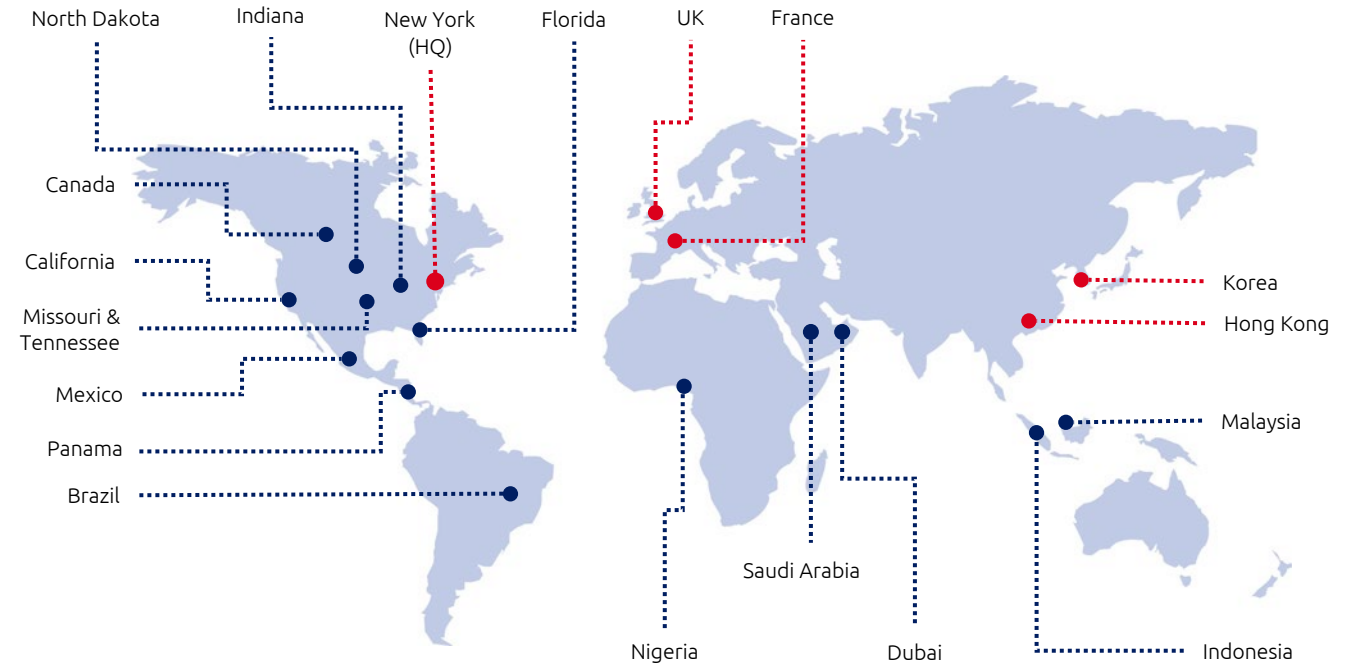 North Dakota
Indiana
New York
(HQ)
Florida
UK
France
Canada
California
Missouri &
Tennessee
Mexico
Panama
Brazil
Korea
Hong Kong
Malaysia
Saudi Arabia
Nigeria
Dubai
Indonesia